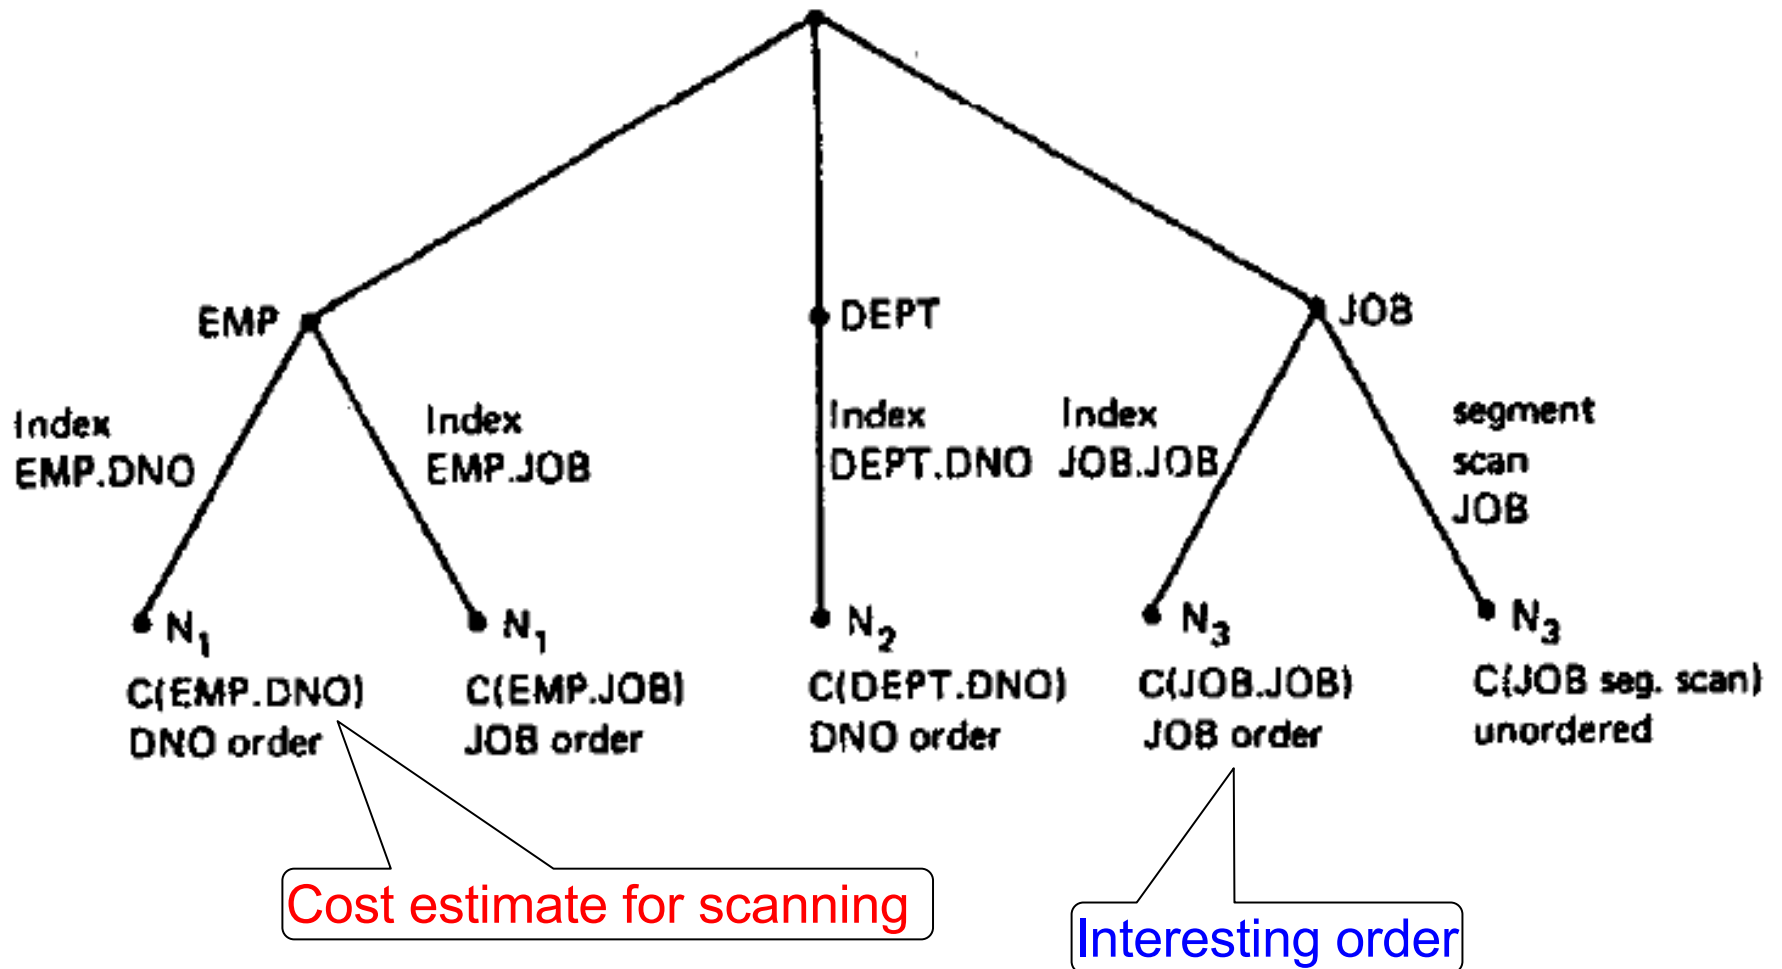 EMP
DEPT
JOB
Index
EMP.DNO
Index
EMP.JOB
Index
DEPT.DNO
Index
JOB.JOB
segment
scan
JOB
N1
C(EMP.DNO)
DNO order
N1
C(EMP.JOB)
JOB order
N2
C(DEPT.DNO)
DNO order
N3
C(JOB.JOB)
JOB order
N3
C(JOB seg. scan)
unordered
Cost estimate for scanning
Interesting order